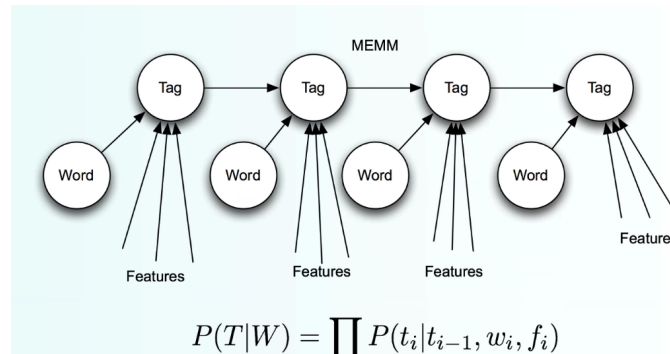 MEMM
Tag Tag Tag Tag
Word Word Word Word
Features Features Features Feature
P(T|W) = ∏ P(t_i|t_{i−1}, w_i, f_i)